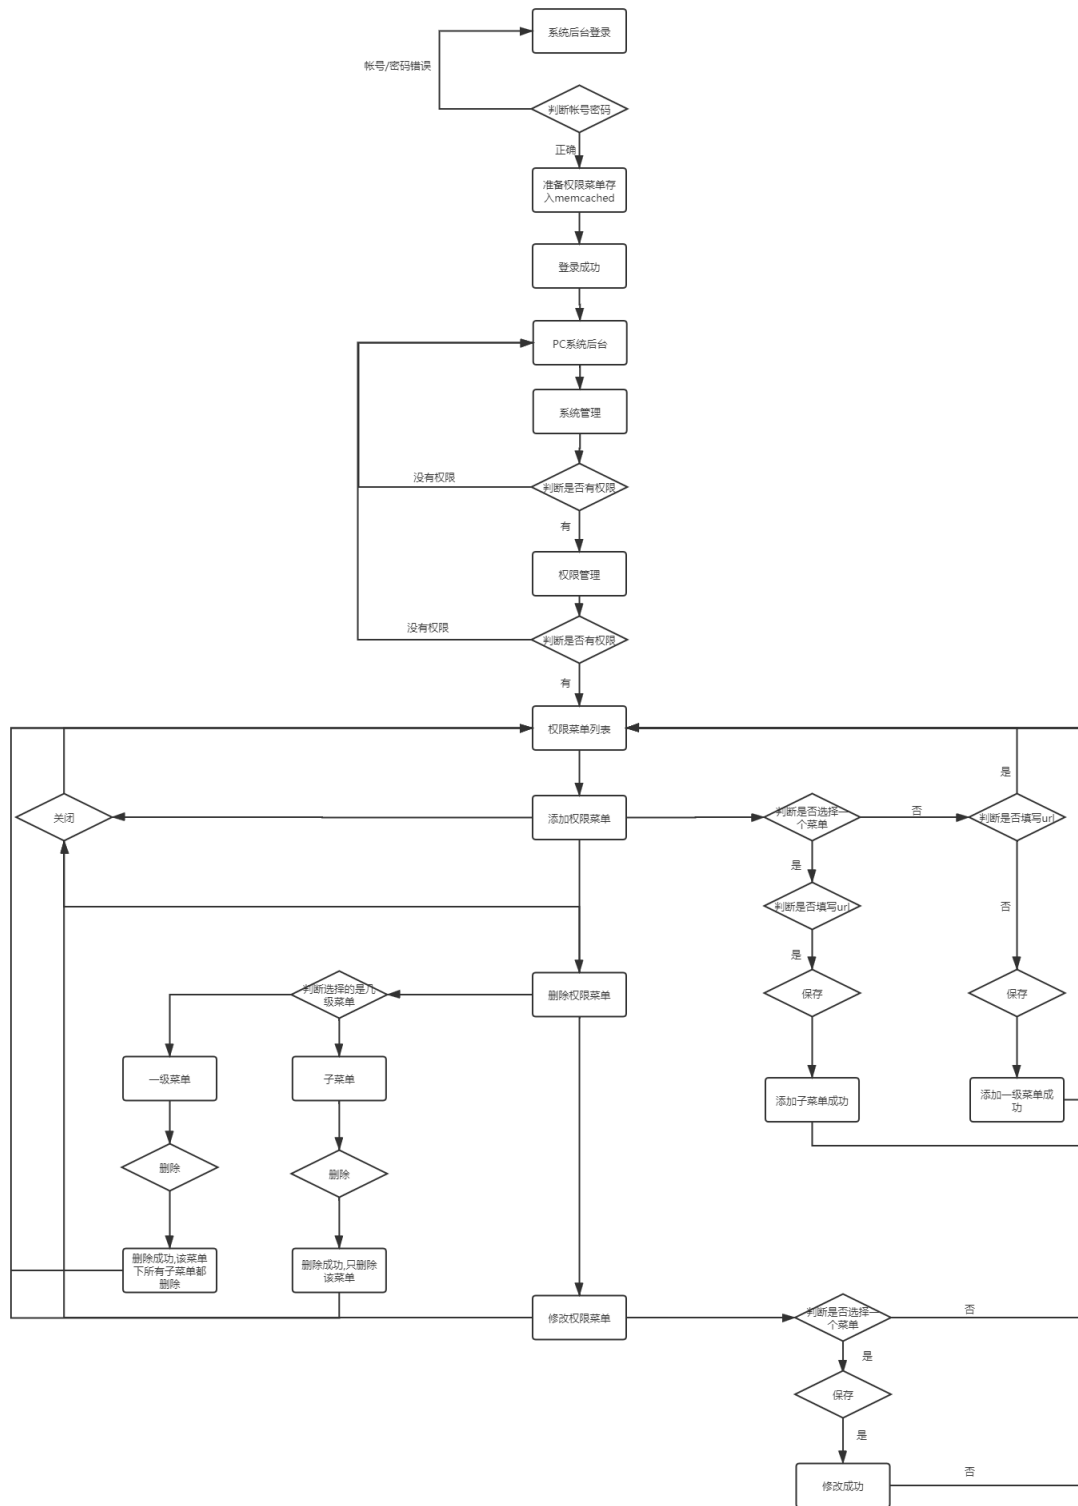 系统后台登录
帐号/密码错误
判断帐号密码
正确
准备权限菜单存
入memcached
登录成功
PC系统后台
系统管理
没有权限
判断是否有权限
有
权限管理
没有权限
判断是否有权限
有
权限菜单列表
是
关闭
添加权限菜单
判断是否选择一
个菜单
否
判断是否填写url
是
判断是否填写url
否
是
判断选择的是几
级菜单
删除权限菜单
保存
保存
一级菜单
子菜单
添加子菜单成功
添加一级菜单成
功
删除
删除
删除成功,该菜单
下所有子菜单都
删除
删除成功,只删除
该菜单
修改权限菜单
判断是否选择一
个菜单
否
是
保存
是
修改成功
否